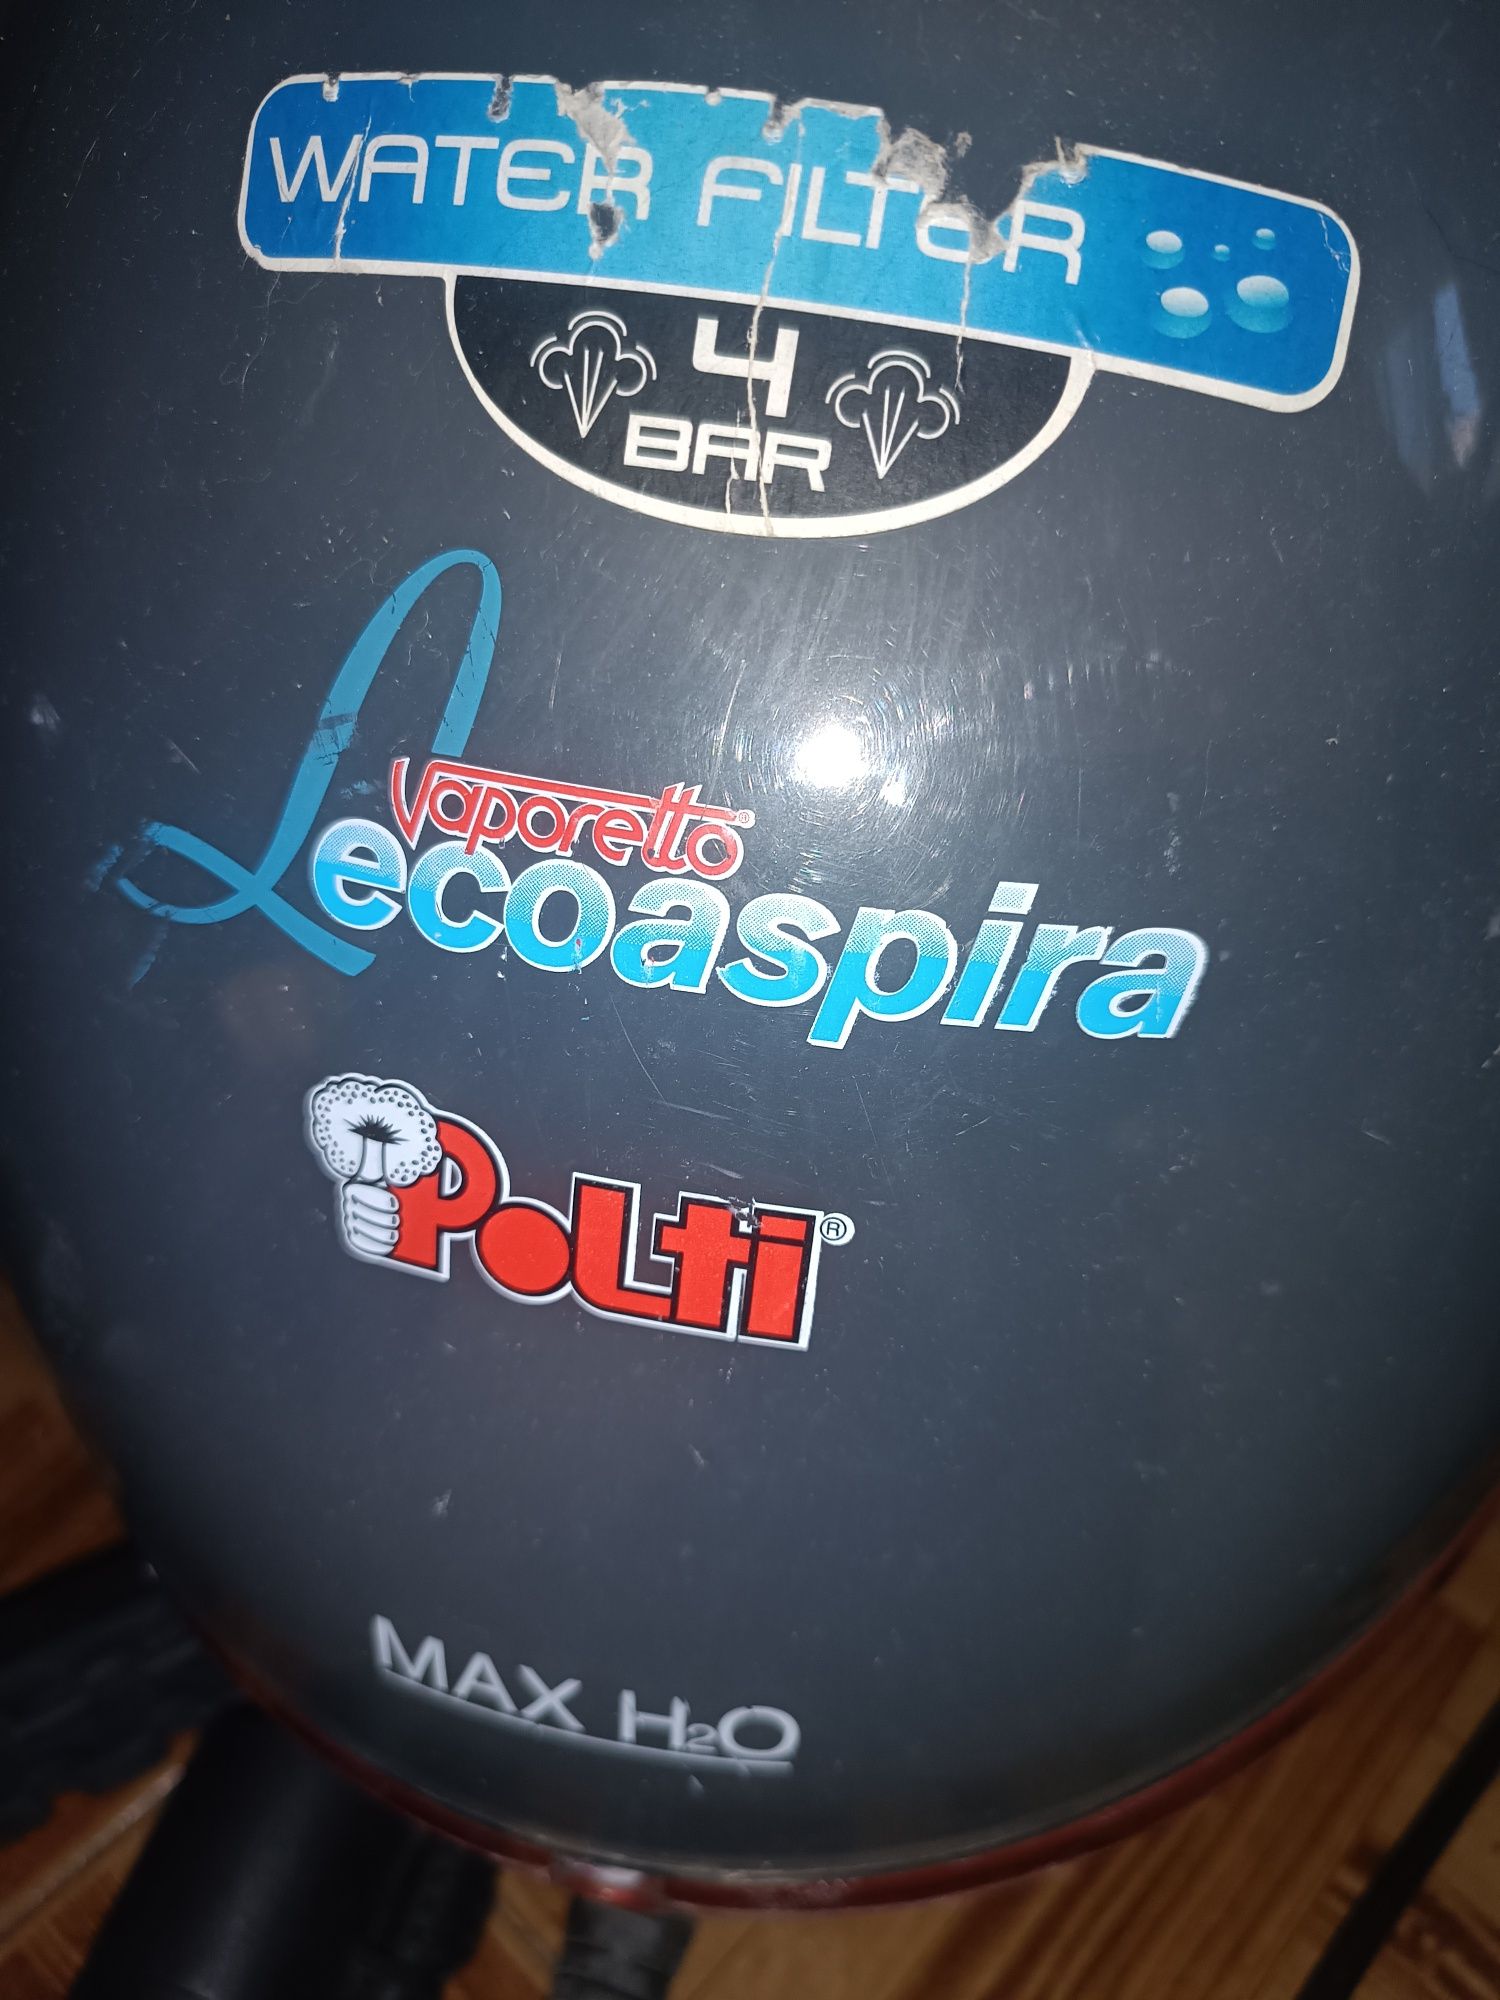 WATER FILTER
4
BAR
Vaporetto®
Lecoaspira
Polti®
MAX H₂O